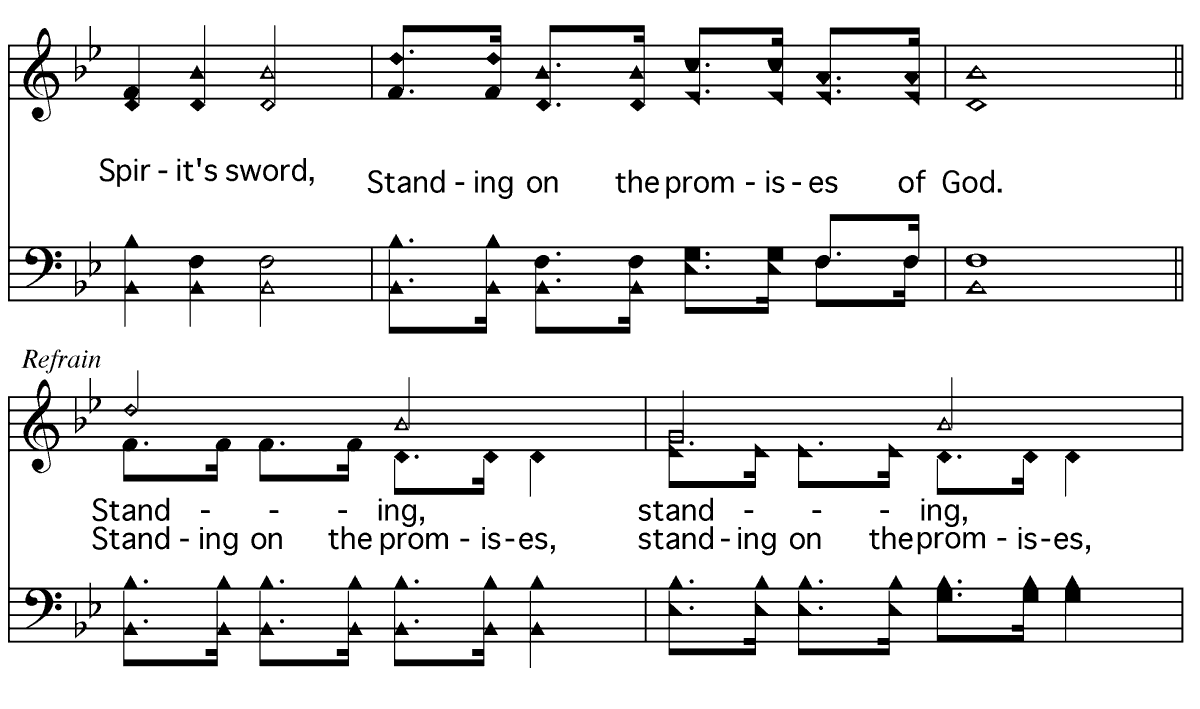 Spir - it's sword, Stand - ing on the prom - is - es of God.
Refrain
Stand - - - ing, stand - - - ing,
Stand - ing on the prom - is - es, stand - ing on the prom - is - es,